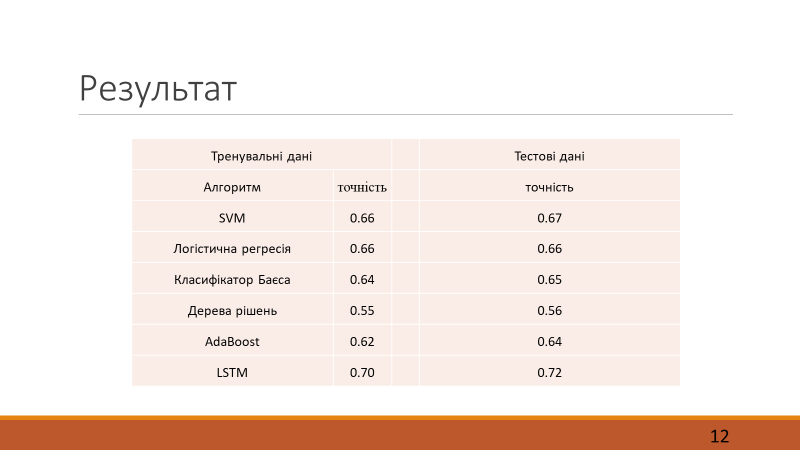 Результат
Тренувальні дані Тестові дані
Алгоритм точність точність
SVM 0.66 0.67
Логістична регресія 0.66 0.66
Класифікатор Баєса 0.64 0.65
Дерева рішень 0.55 0.56
AdaBoost 0.62 0.64
LSTM 0.70 0.72
12